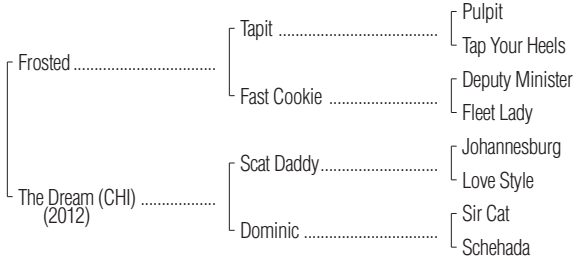 Pulpit
Tapit ........................................
Tap Your Heels
Frosted ...................................
Deputy Minister
Fast Cookie ...........................
Fleet Lady
Johannesburg
Scat Daddy.............................
Love Style
The Dream (CHI) ..................
(2012)
Sir Cat
Dominic .................................
Schehada